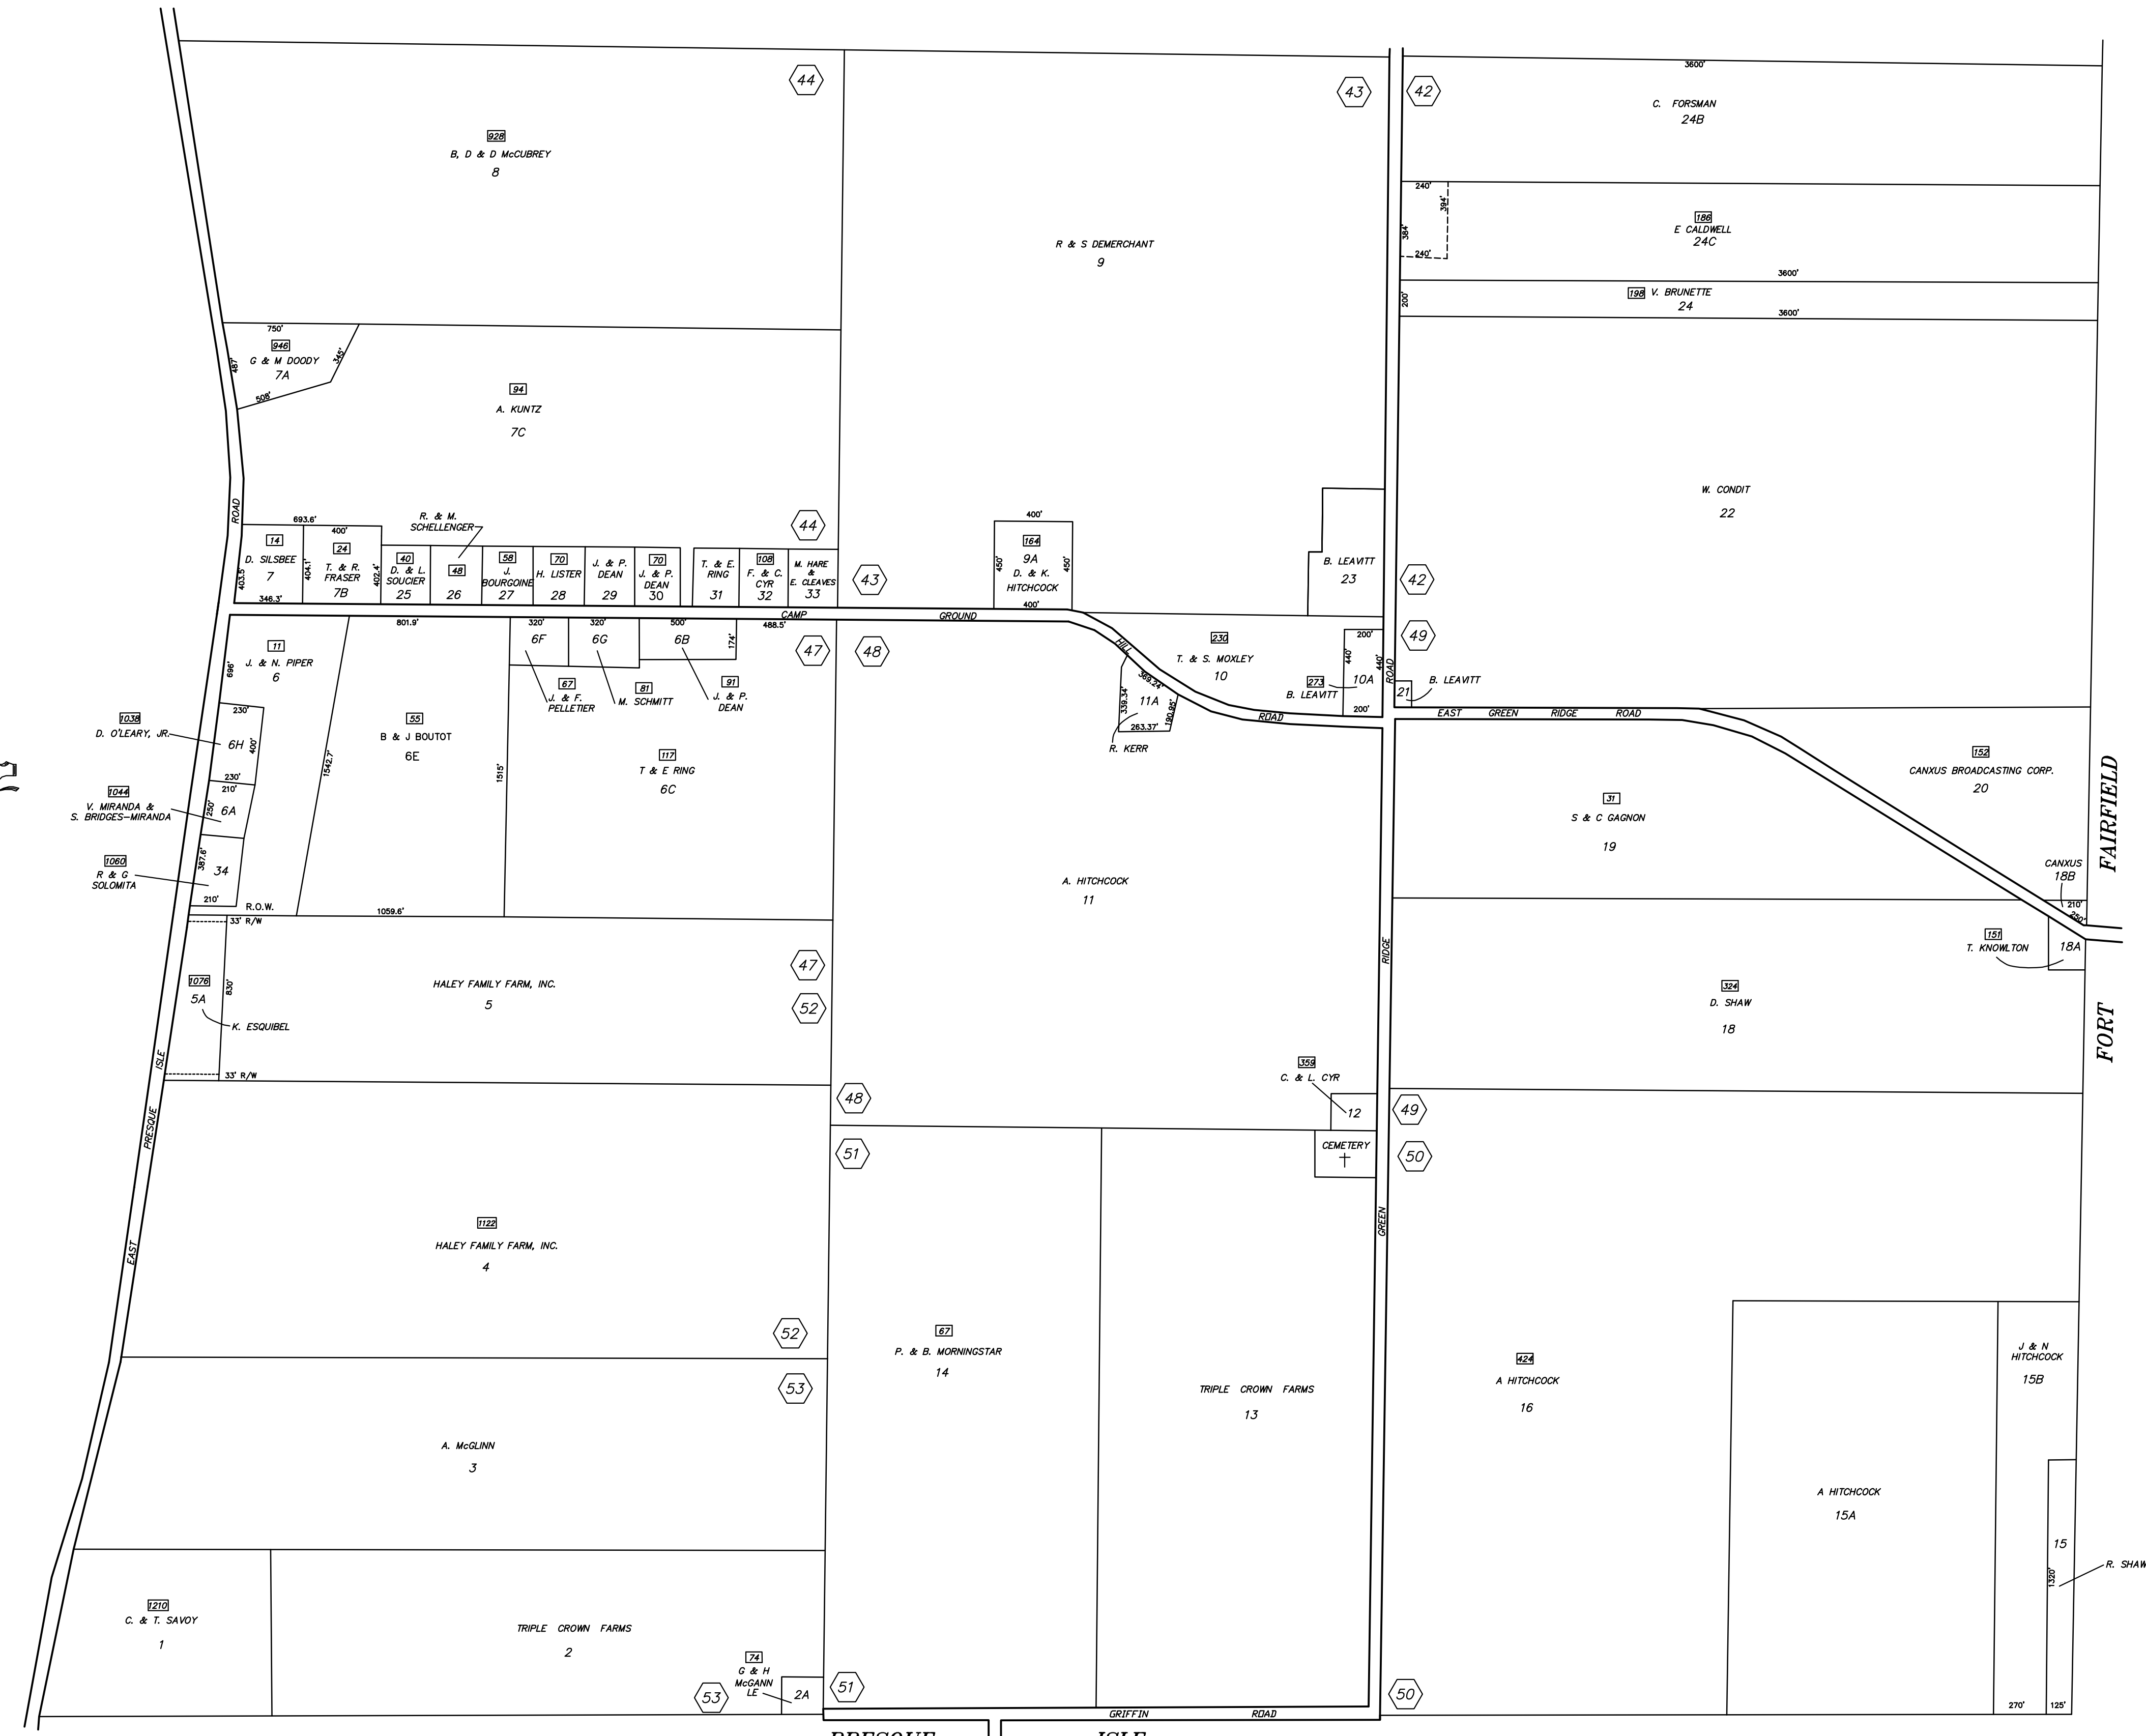 44
43
42
3600'
C. FORSMAN
24B
928
B, D & D McCUBREY
8
R & S DEMERCHANT
9
240'
394'
384'
240'
186
E CALDWELL
24C
3600'
198 V. BRUNETTE
24
200'
3600'
750'
946
G & M DOODY
7A
487'
345'
508'
94
A. KUNTZ
7C
W. CONDIT
22
ROAD
693.6'
400'
R. & M.
SCHELLENGER
44
14
D. SILSBEE
7
403.5'
346.3'
404.1'
24
T. & R.
FRASER
7B
402.4'
40
D. & L.
SOUCIER
25
48
26
58
J.
BOURGOINE
27
70
H. LISTER
28
J. & P.
DEAN
29
70
J. & P.
DEAN
30
T. & E.
RING
31
108
F. & C.
CYR
32
M. HARE
&
E. CLEAVES
33
43
400'
450'
164
9A
D. & K.
HITCHCOCK
450'
400'
B. LEAVITT
23
42
CAMP GROUND HILL ROAD
801.9'
320'
6F
320'
6G
500'
6B
174'
488.5'
47
48
49
11
J. & N. PIPER
6
696'
67
J. & F.
PELLETIER
81
M. SCHMITT
91
J. & P.
DEAN
230
T. & S. MOXLEY
10
200'
440'
440'
10A
200'
273
B. LEAVITT
369.24'
339.34'
11A
190.95'
263.37'
R. KERR
ROAD
21
B. LEAVITT
EAST GREEN RIDGE ROAD
1038
D. O'LEARY, JR.
230'
6H
400'
230'
55
B & J BOUTOT
6E
1542.7'
1515'
117
T & E RING
6C
1044
V. MIRANDA &
S. BRIDGES-MIRANDA
210'
250'
6A
1060
R & G
SOLOMITA
387.6'
34
210'
R.O.W.
1059.6'
33' R/W
152
CANXUS BROADCASTING CORP.
20
31
S & C GAGNON
19
CANXUS
18B
210'
250'
FAIRFIELD
A. HITCHCOCK
11
151
T. KNOWLTON
18A
RIDGE
1076
5A
830'
K. ESQUIBEL
33' R/W
HALEY FAMILY FARM, INC.
5
47
52
324
D. SHAW
18
FORT
ISLE
359
C. & L. CYR
12
48
49
PRESQUE
51
CEMETERY
50
GREEN
EAST
1122
HALEY FAMILY FARM, INC.
4
52
67
P. & B. MORNINGSTAR
14
TRIPLE CROWN FARMS
13
424
A HITCHCOCK
16
J & N
HITCHCOCK
15B
53
A. McGLINN
3
A HITCHCOCK
15A
15
1320'
R. SHAW
1210
C. & T. SAVOY
1
TRIPLE CROWN FARMS
2
74
G & H
McGANN
LE
2A
53
51
50
270'
125'
GRIFFIN ROAD
PRESQUE ISLE